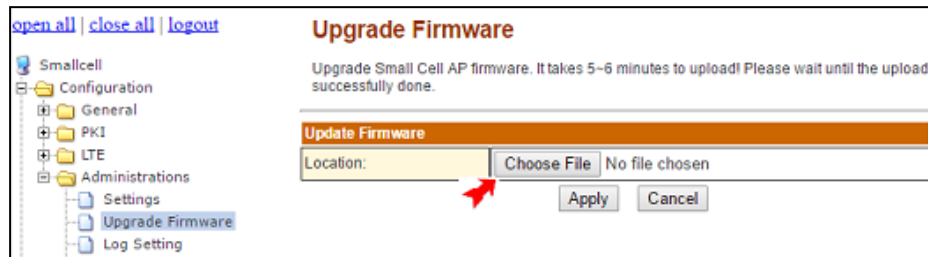 open all | close all | logout
Smallcell
Configuration
General
PKI
LTE
Administrations
Settings
Upgrade Firmware
Log Setting
Upgrade Firmware
Upgrade Small Cell AP firmware. It takes 5~6 minutes to upload! Please wait until the upload
successfully done.
Update Firmware
Location: Choose File No file chosen
Apply Cancel